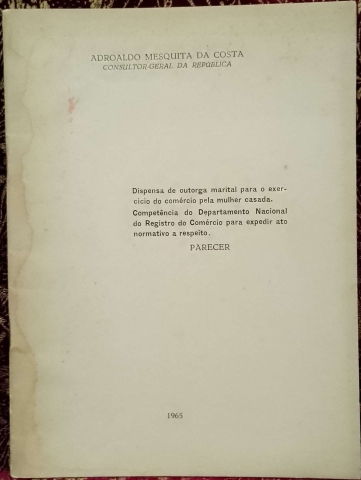 ADROALDO MESQUITA DA COSTA
CONSULTOR-GERAL DA REPÚBLICA
Dispensa de outorga marital para o exer-
cício do comércio pela mulher casada.
Competência do Departamento Nacional
do Registro do Comércio para expedir ato
normativo a respeito.
PARECER
1965